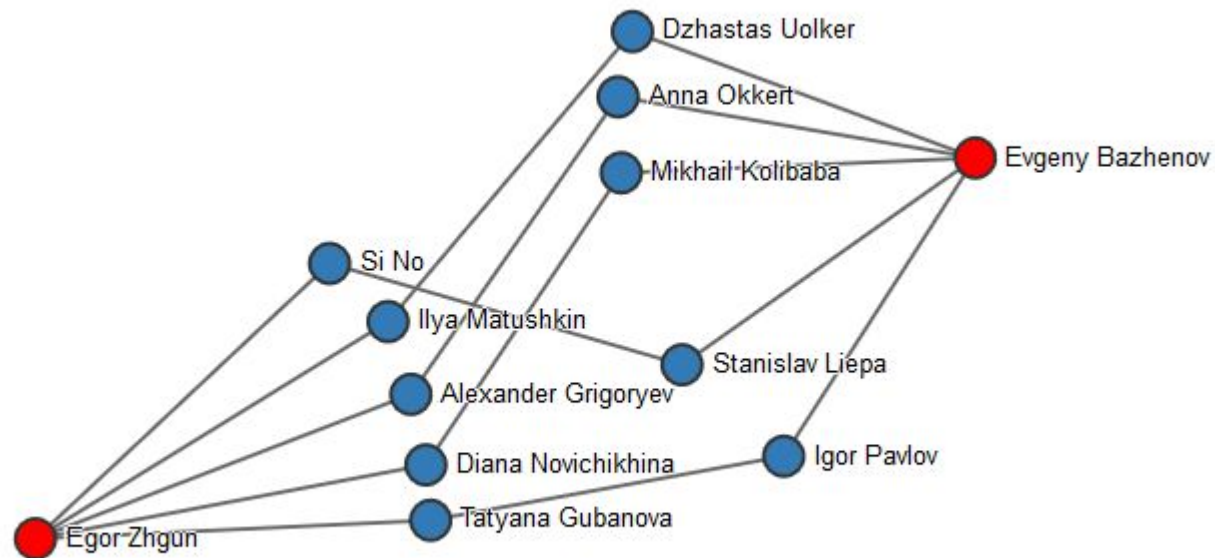 Dzhastas Uolker
Anna Okkert
Mikhail Kolibaba
Evgeny Bazhenov
Si No
Ilya Matushkin
Stanislav Liepa
Alexander Grigoryev
Diana Novichikhina
Igor Pavlov
Tatyana Gubanova
Egor Zhgun